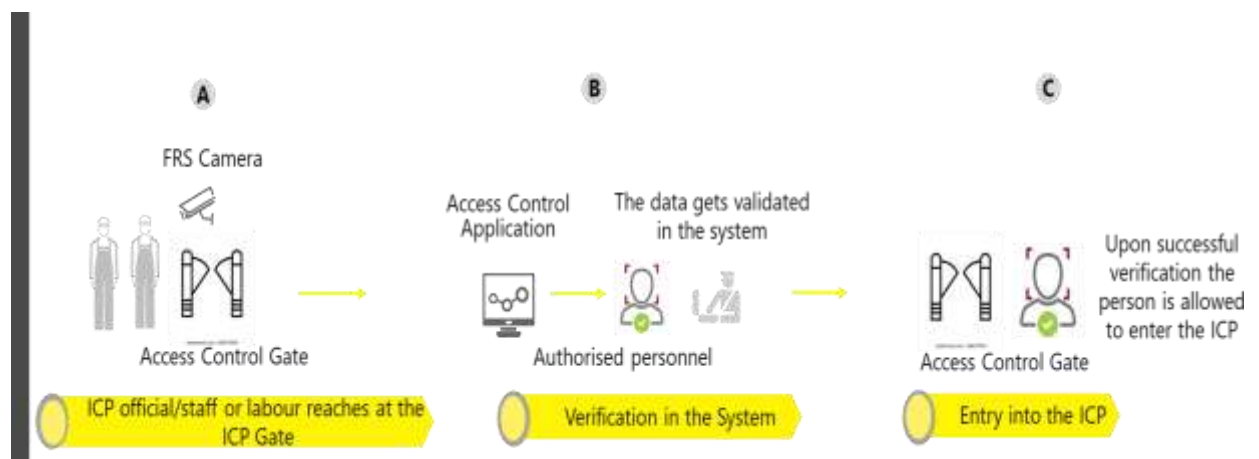 A
FRS Camera
Access Control Gate
ICP official/staff or labour reaches at the
ICP Gate
B
Access Control
Application
The data gets validated
in the system
Authorised personnel
Verification in the System
C
Upon successful
verification the
person is allowed
to enter the ICP
Access Control Gate
Entry into the ICP